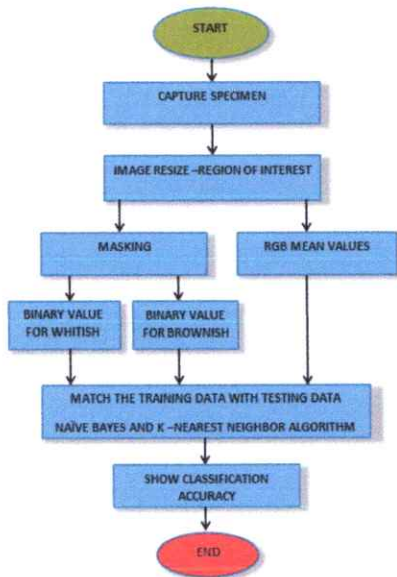 START
CAPTURE SPECIMEN
IMAGE RESIZE –REGION OF INTEREST
MASKING
RGB MEAN VALUES
BINARY VALUE
FOR WHITISH
BINARY VALUE
FOR BROWNISH
MATCH THE TRAINING DATA WITH TESTING DATA
NAÏVE BAYES AND K –NEAREST NEIGHBOR ALGORITHM
SHOW CLASSIFICATION
ACCURACY
END